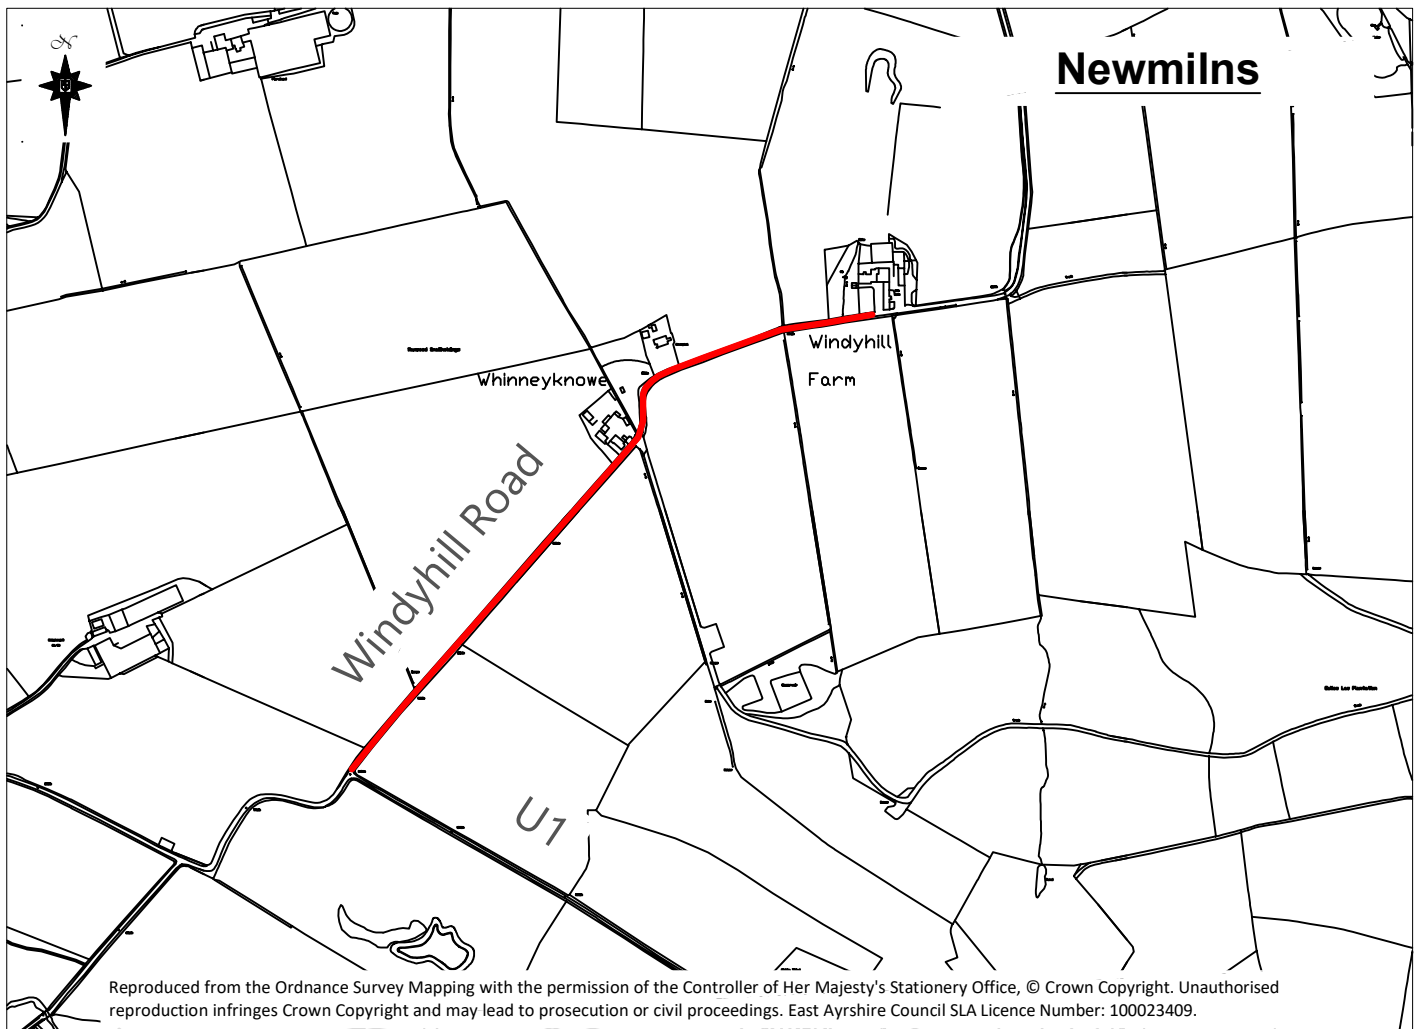 Newmilns
Windyhill
Farm
Whinneyknowe
Windyhill Road
U1
Reproduced from the Ordnance Survey Mapping with the permission of the Controller of Her Majesty's Stationery Office, © Crown Copyright. Unauthorised
reproduction infringes Crown Copyright and may lead to prosecution or civil proceedings. East Ayrshire Council SLA Licence Number: 100023409.